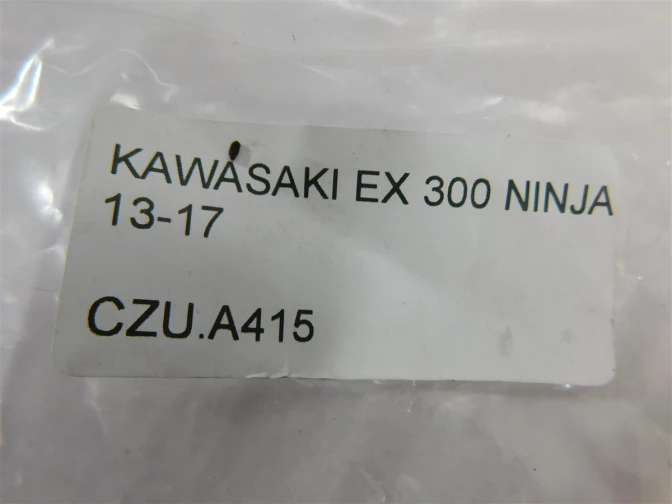 KAWASAKI EX 300 NINJA
13-17
CZU.A415